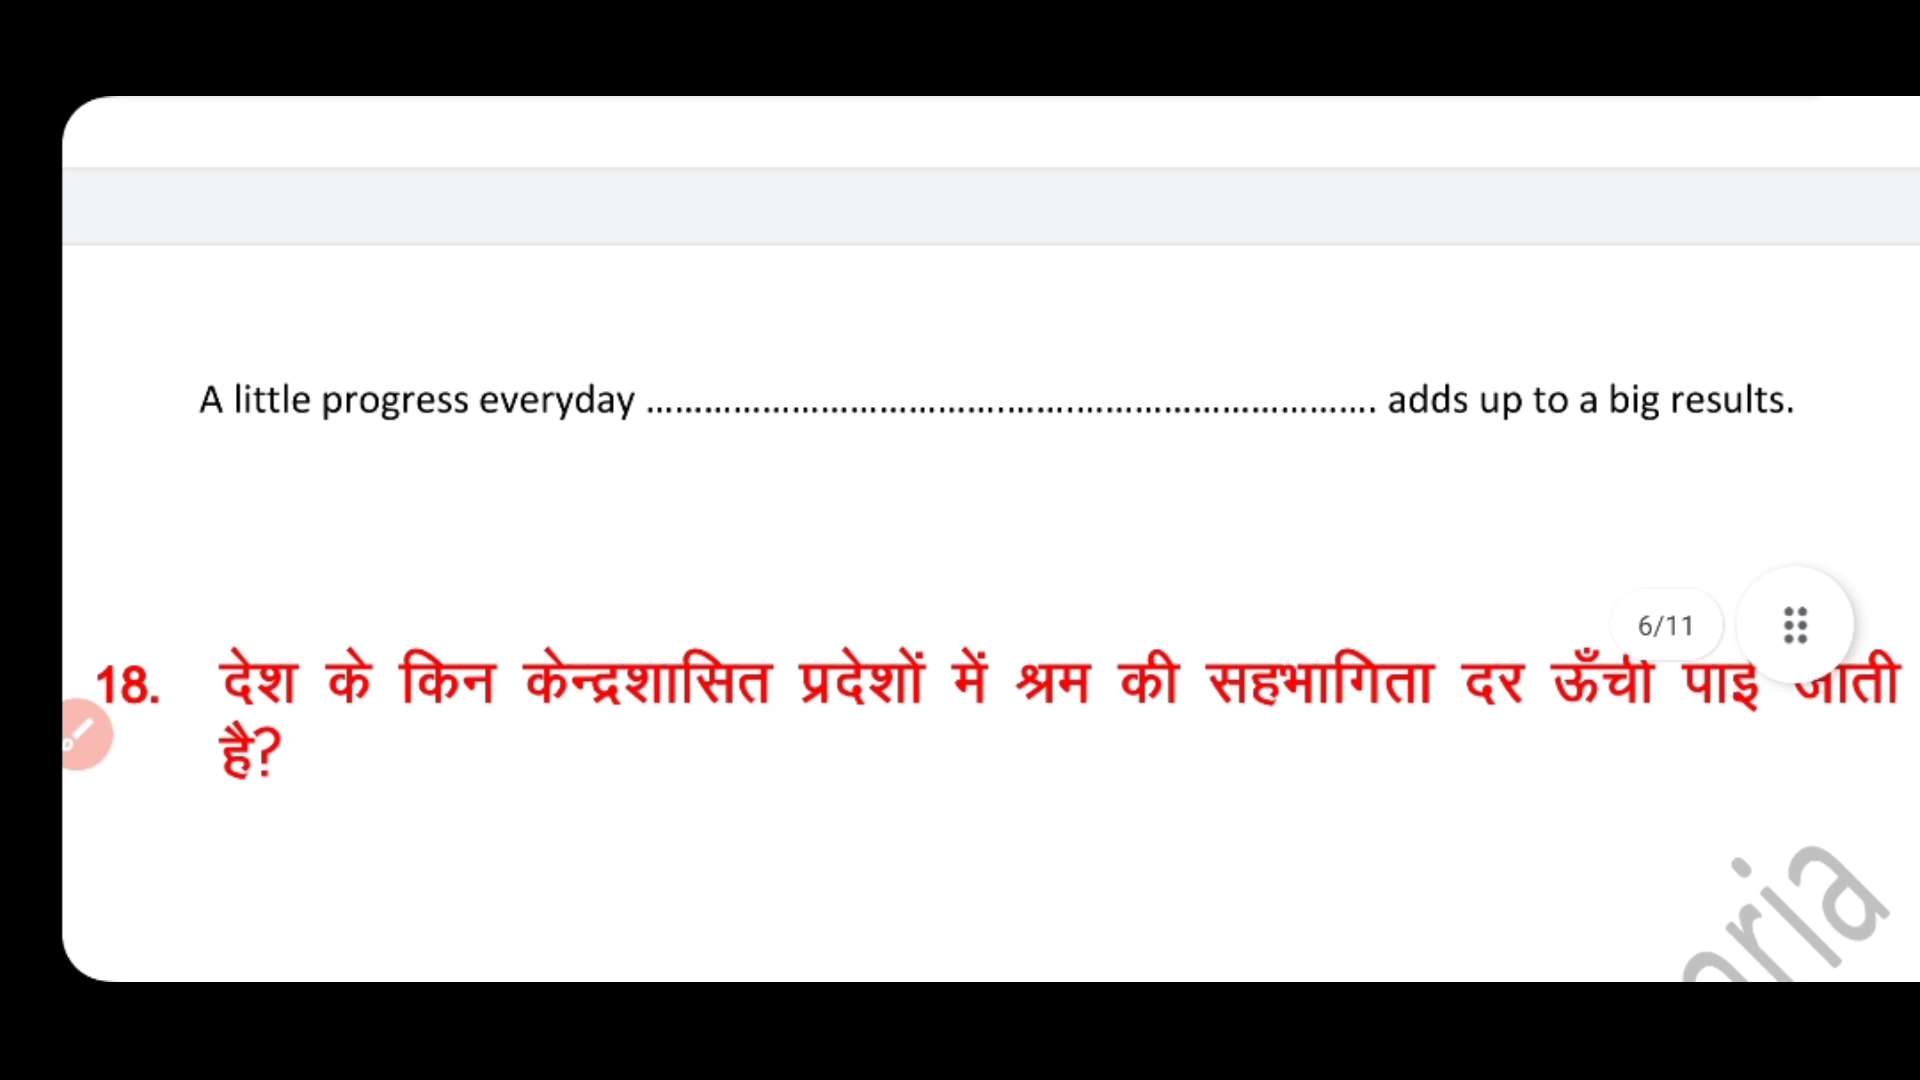 A little progress everyday ........................................................................... adds up to a big results.
6/11
18. देश के किन केन्द्रशासित प्रदेशों में श्रम की सहभागिता दर ऊँची पाई जाती
है?